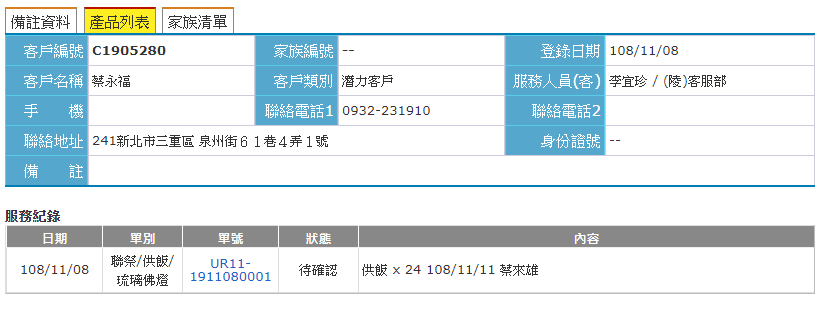 備註資料 產品列表 家族清單
客戶編號 C1905280 家族編號 -- 登錄日期 108/11/08
客戶名稱 蔡永福 客戶類別 潛力客戶 服務人員(客) 李宜珍 / (陵)客服部
手 機 聯絡電話1 0932-231910 聯絡電話2
聯絡地址 241新北市三重區 泉州街６１巷４弄１號 身份證號 --
備 註
服務紀錄
日期 單別 單號 狀態 內容
108/11/08 聯祭/供飯/ UR11- 待確認 供飯 x 24 108/11/11 蔡來雄
琉璃佛燈 1911080001